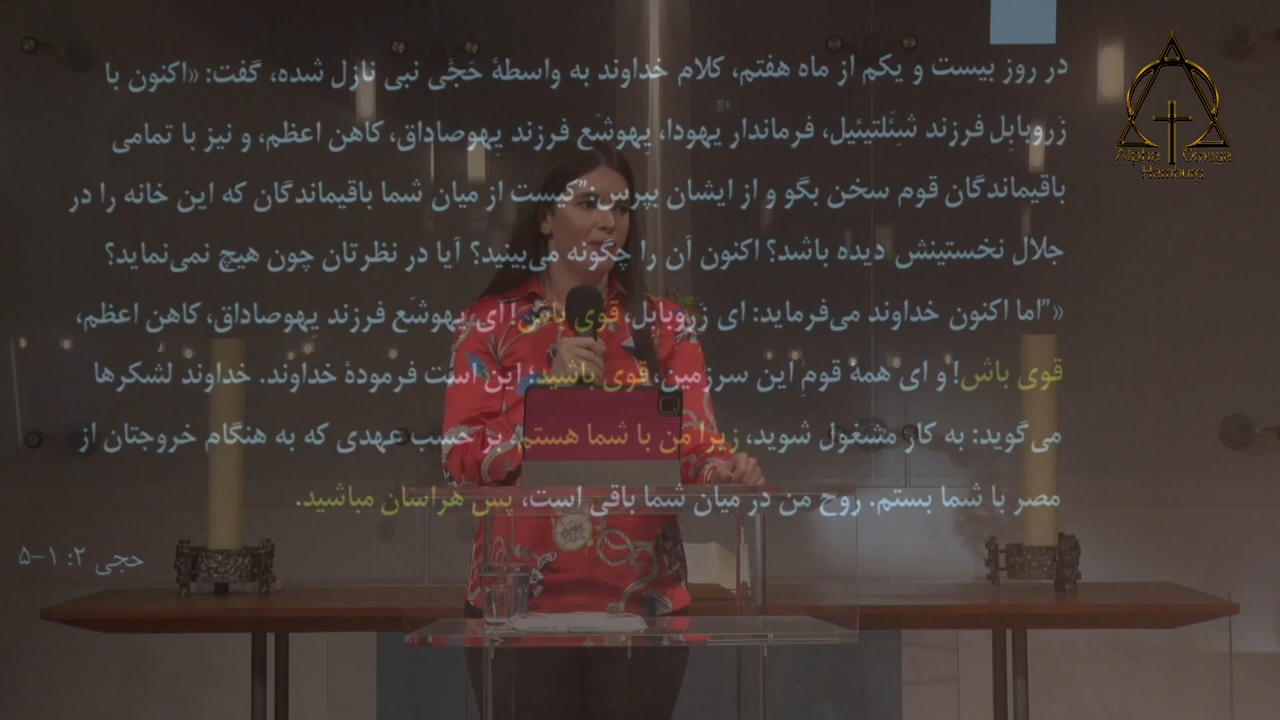 در روز بیست و یکم از ماه هفتم، کلام خداوند به واسطهٔ حَجَّی نبی نازل شده، گفت: «اکنون با
زَروبابِل فرزند شِئَلتیئیل، فرماندار یهودا، یِهوشَع فرزند یِهوصاداق، کاهن اعظم، و نیز با تمامی
باقیماندگان قوم سخن بگو و از ایشان بپرس: ”کیست از میان شما باقیماندگان که این خانه را در
جلال نخستینش دیده باشد؟ اکنون آن را چگونه می‌بینید؟ آیا در نظرتان چون هیچ نمی‌نماید؟
«”اما اکنون خداوند می‌فرماید: ای زروبابل، قوی باش! ای یهوشَع فرزند یِهوصاداق، کاهن اعظم،
قوی باش! و ای همهٔ قومِ این سرزمین، قوی باشید؛ این است فرمودهٔ خداوند. خداوند لشکرها
می‌گوید: به کار مشغول شوید، زیرا من با شما هستم، بر حسب عهدی که به هنگام خروجتان از
مصر با شما بستم. روح من در میان شما باقی است، پس هراسان مباشید.
حجی ۲: ۱-۵
Alpha Omega
Hamburg